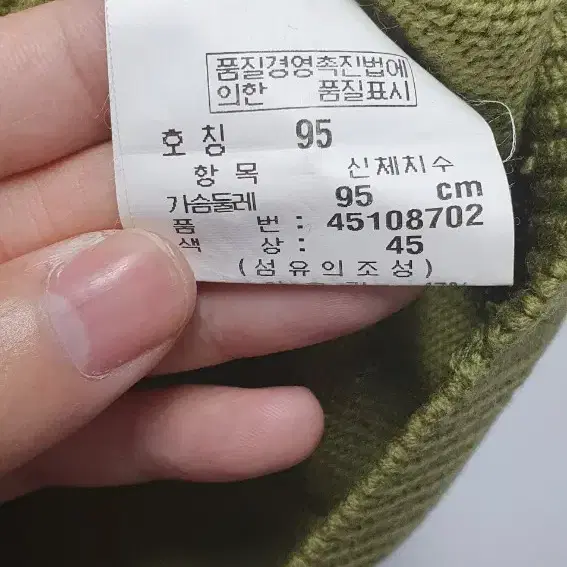 품질경영촉진법에
의한 품질표시
호칭 95
항목 신체치수
가슴둘레 95 cm
품 번 : 45108702
색 상 : 45
(섬유의조성)